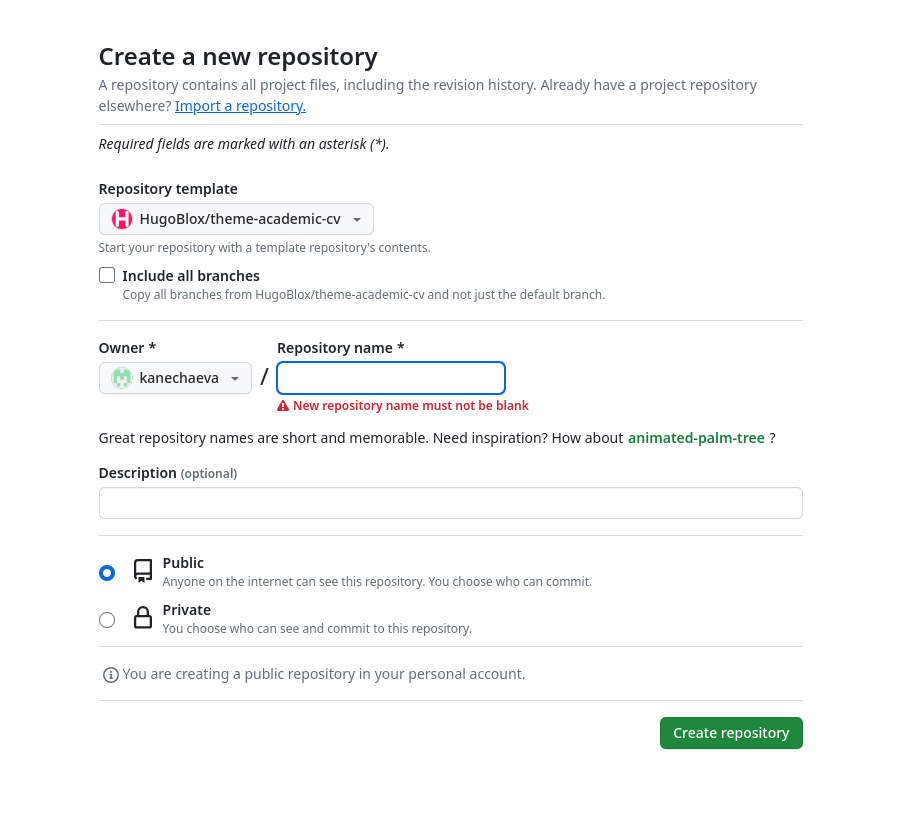 Create a new repository
A repository contains all project files, including the revision history. Already have a project repository
elsewhere? Import a repository.
Required fields are marked with an asterisk (*).
Repository template
HugoBlox/theme-academic-cv
Start your repository with a template repository's contents.
Include all branches
Copy all branches from HugoBlox/theme-academic-cv and not just the default branch.
Owner * Repository name *
kanechaeva /
New repository name must not be blank
Great repository names are short and memorable. Need inspiration? How about animated-palm-tree ?
Description (optional)
Public
Anyone on the internet can see this repository. You choose who can commit.
Private
You choose who can see and commit to this repository.
You are creating a public repository in your personal account.
Create repository